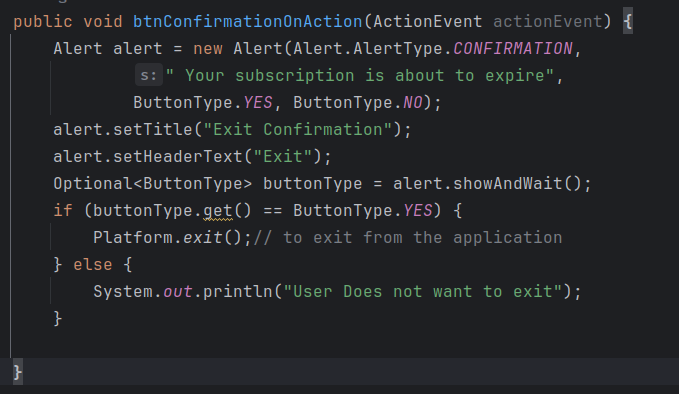 public void btnConfirmationOnAction(ActionEvent actionEvent) {
    Alert alert = new Alert(Alert.AlertType.CONFIRMATION,
            s: " Your subscription is about to expire",
            ButtonType.YES, ButtonType.NO);
    alert.setTitle("Exit Confirmation");
    alert.setHeaderText("Exit");
    Optional<ButtonType> buttonType = alert.showAndWait();
    if (buttonType.get() == ButtonType.YES) {
        Platform.exit();// to exit from the application
    } else {
        System.out.println("User Does not want to exit");
    }
}